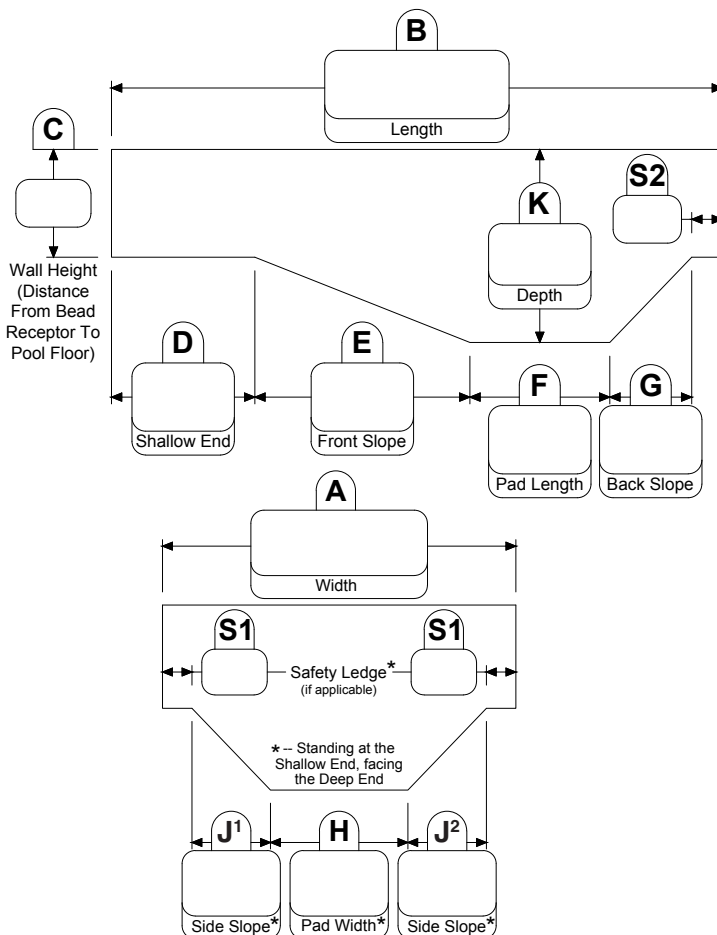 B
Length
C
S2
K
Depth
Wall Height
(Distance
From Bead
Receptor To
Pool Floor)
D
Shallow End
E
Front Slope
F
Pad Length
G
Back Slope
A
Width
S1
S1
Safety Ledge*
(if applicable)
* -- Standing at the
Shallow End, facing
the Deep End
J¹
Side Slope*
H
Pad Width*
J²
Side Slope*